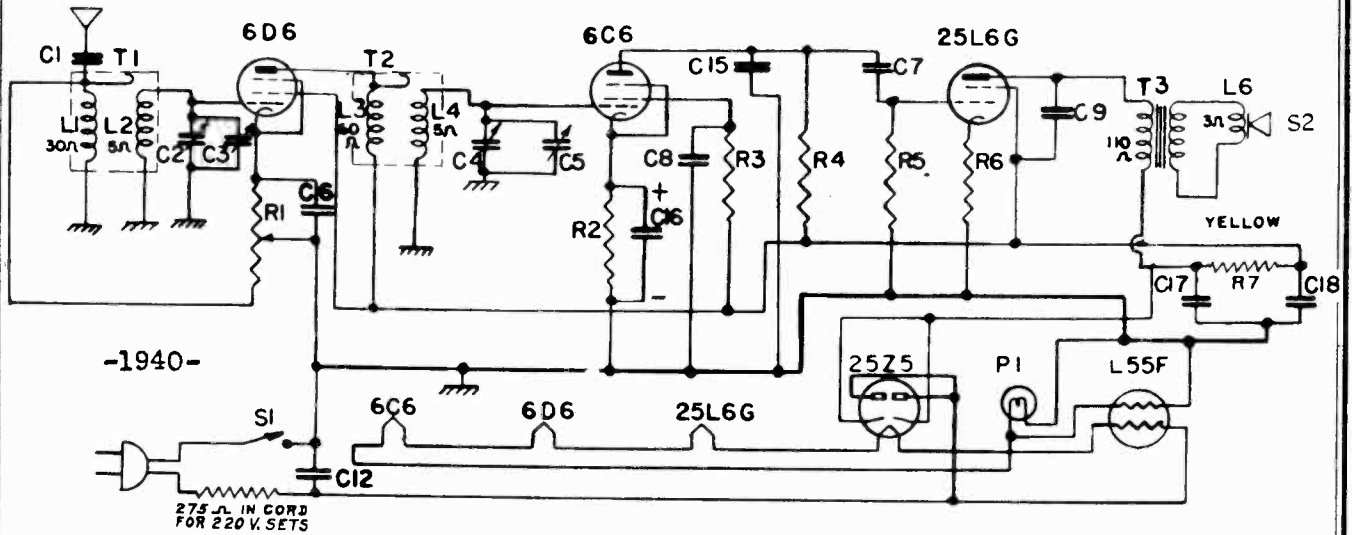 6D6
6C6
25L6G
C1
T1
T2
C15
C7
T3
L6
L1
30Ω
L2
5Ω
C2
C3
L3
L4
5Ω
C4
C5
C8
R3
R4
R5
R6
C9
110
Ω
3Ω
S2
R1
R2
+
C16
-
YELLOW
C17
R7
C18
-1940-
25Z5
P1
L55F
6C6
6D6
25L6G
S1
C12
275 Ω IN CORD
FOR 220 V. SETS